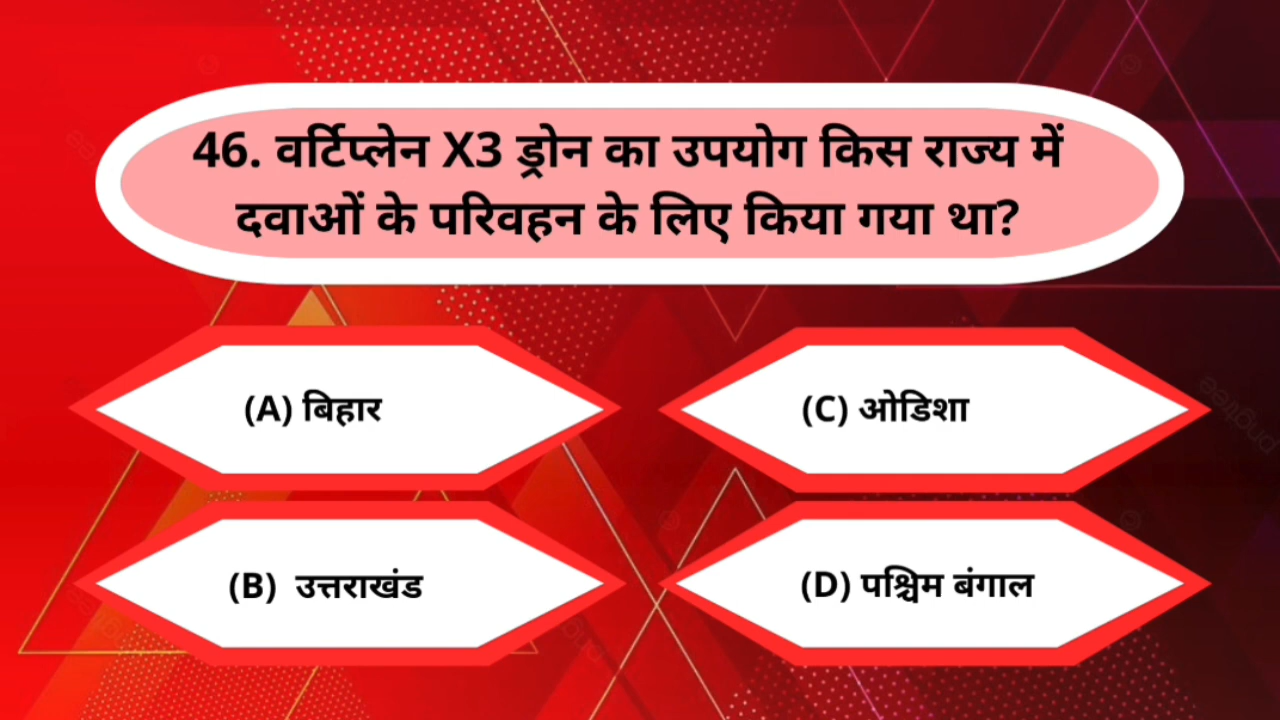 46. वर्टिप्लेन X3 ड्रोन का उपयोग किस राज्य में
दवाओं के परिवहन के लिए किया गया था?
(A) बिहार
(C) ओडिशा
(B) उत्तराखंड
(D) पश्चिम बंगाल